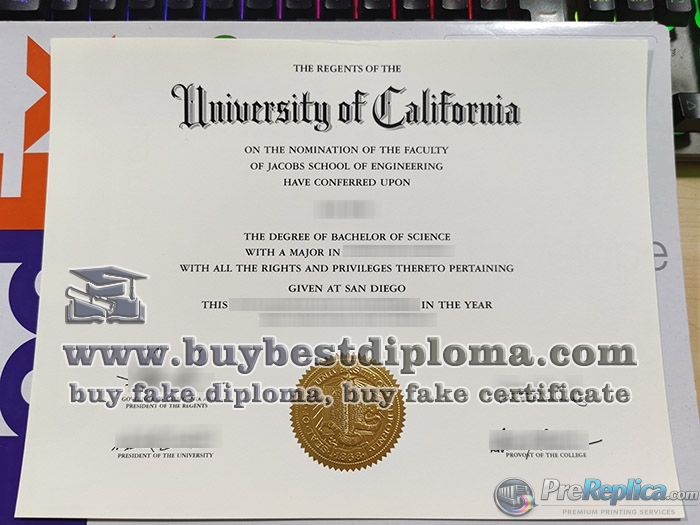 THE REGENTS OF THE
University of California
ON THE NOMINATION OF THE FACULTY
OF JACOBS SCHOOL OF ENGINEERING
HAVE CONFERRED UPON
THE DEGREE OF BACHELOR OF SCIENCE
WITH A MAJOR IN
WITH ALL THE RIGHTS AND PRIVILEGES THERETO PERTAINING
GIVEN AT SAN DIEGO
THIS IN THE YEAR
www.buybestdiploma.com
buy fake diploma, buy fake certificate
PRESIDENT OF THE REGENTS
PRESIDENT OF THE UNIVERSITY
PROVOST OF THE COLLEGE
1868
PreReplica.com
PREMIUM PRINTING SERVICES